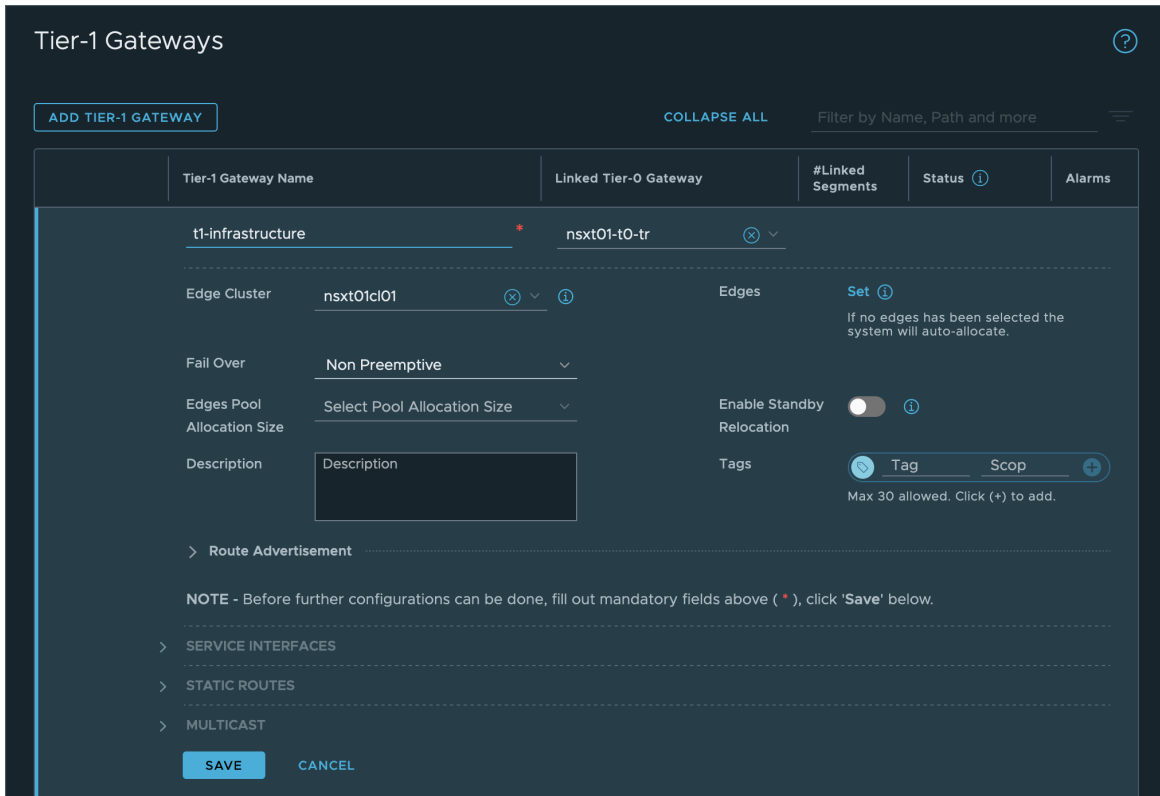 Tier-1 Gateways
?
ADD TIER-1 GATEWAY
COLLAPSE ALL
Filter by Name, Path and more
Tier-1 Gateway Name
Linked Tier-0 Gateway
#Linked
Segments
Status
Alarms
t1-infrastructure *
nsxt01-t0-tr
Edge Cluster
nsxt01cl01
Edges
Set
If no edges has been selected the
system will auto-allocate.
Fail Over
Non Preemptive
Edges Pool
Allocation Size
Select Pool Allocation Size
Enable Standby
Relocation
Description
Description
Tags
Tag
Scop
Max 30 allowed. Click (+) to add.
Route Advertisement
NOTE - Before further configurations can be done, fill out mandatory fields above ( * ), click 'Save' below.
SERVICE INTERFACES
STATIC ROUTES
MULTICAST
SAVE
CANCEL